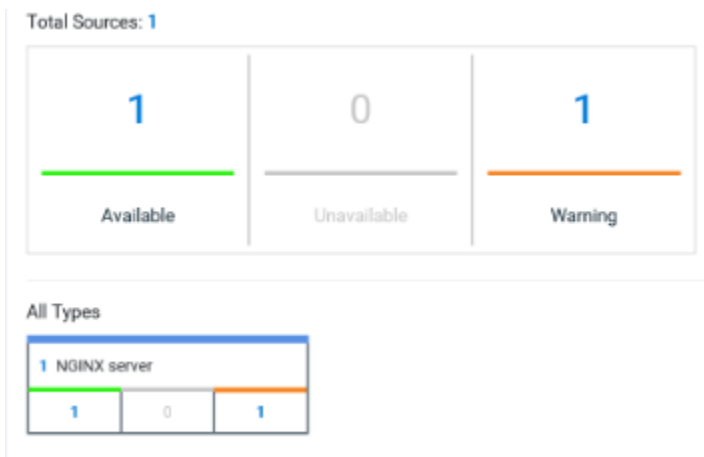 Total Sources: 1
1 0 1
Available Unavailable Warning
All Types
1 NGINX server
1 0 1